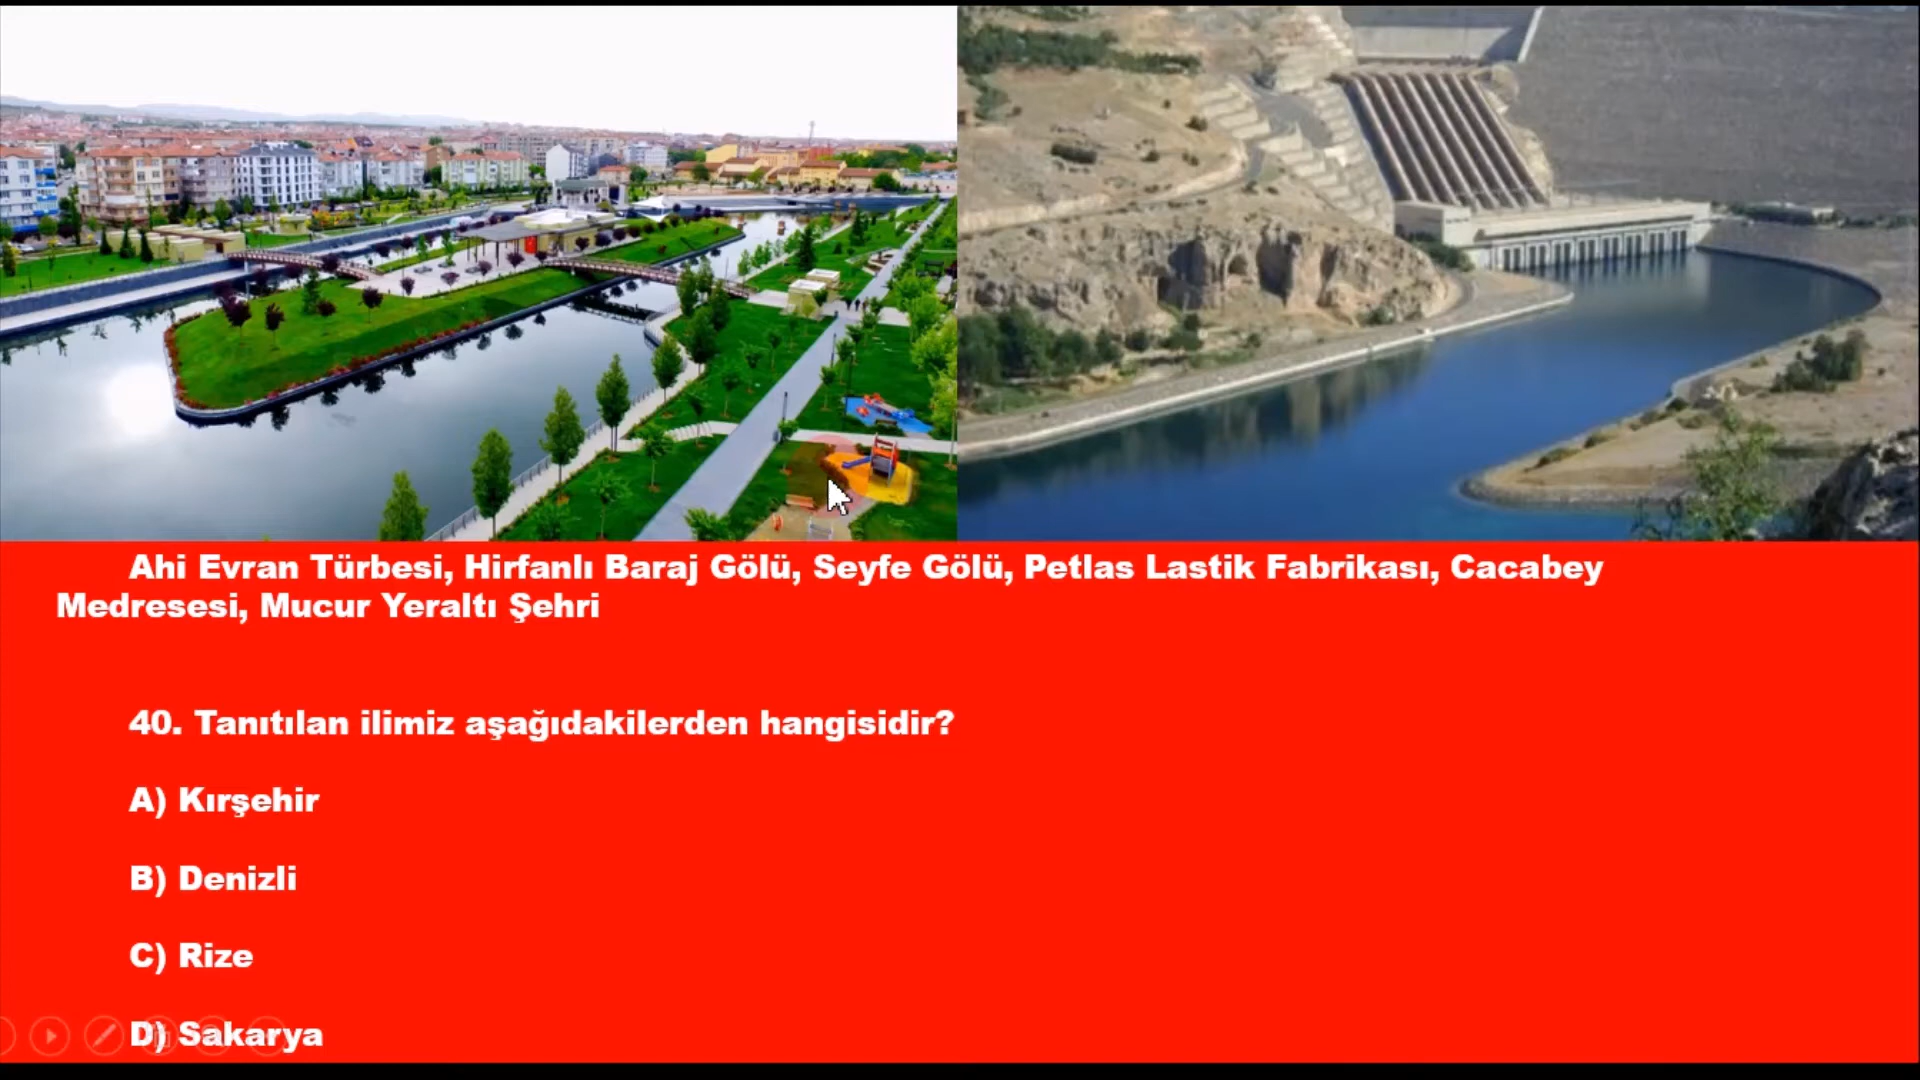 Ahi Evran Türbesi, Hirfanlı Baraj Gölü, Seyfe Gölü, Petlas Lastik Fabrikası, Cacabey
Medresesi, Mucur Yeraltı Şehri
40. Tanıtılan ilimiz aşağıdakilerden hangisidir?
A) Kırşehir
B) Denizli
C) Rize
D) Sakarya